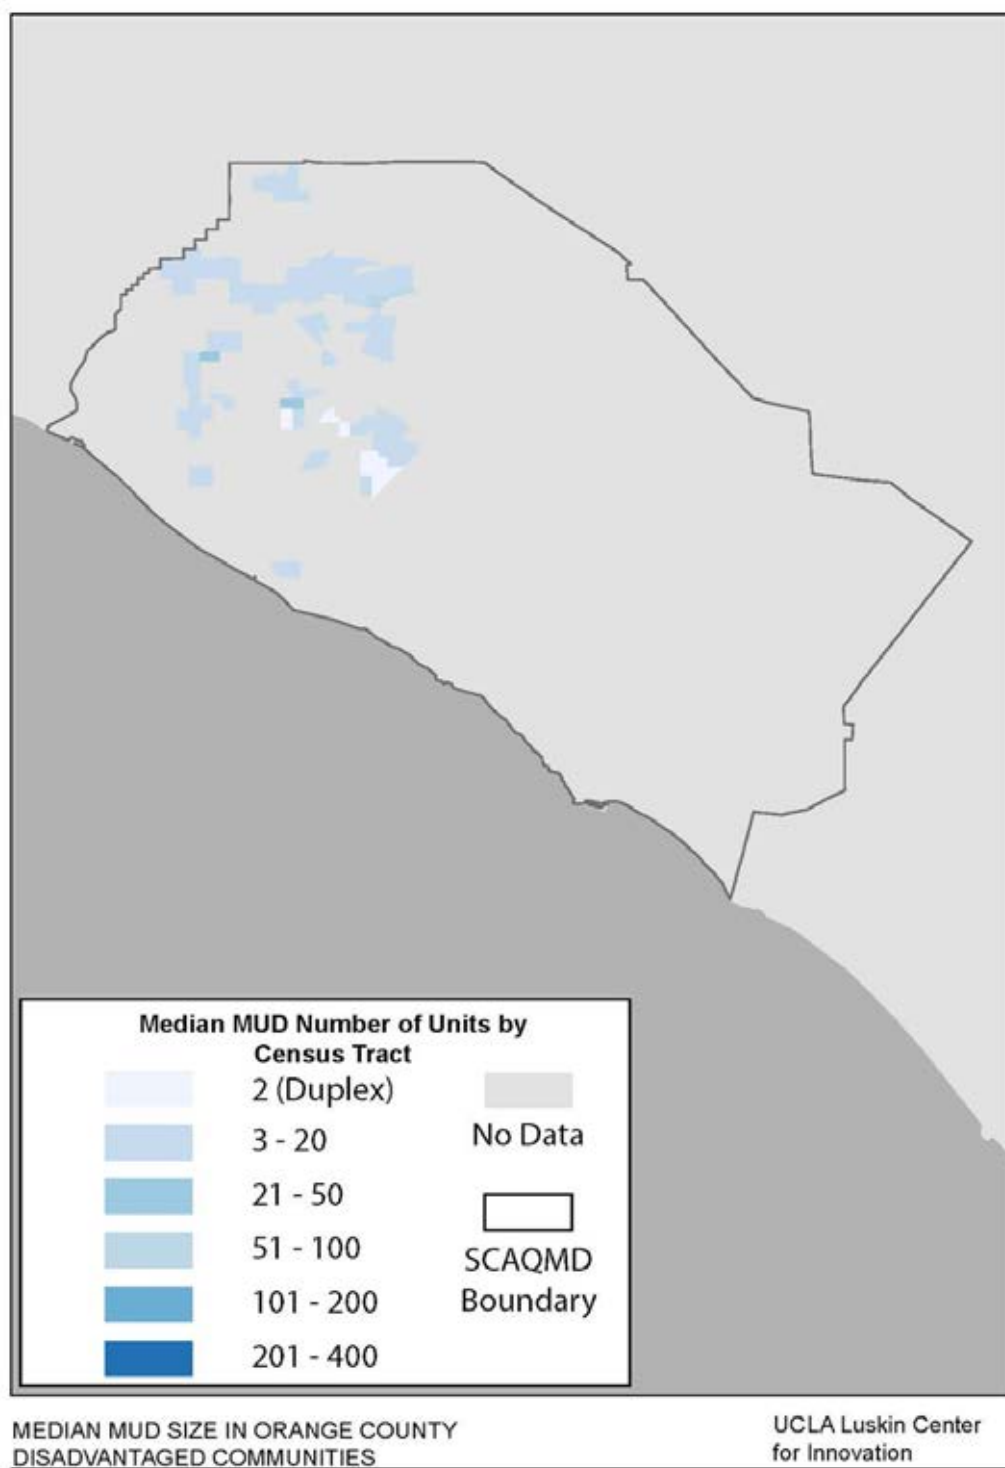 Median MUD Number of Units by
Census Tract
2 (Duplex)
3 - 20
21 - 50
51 - 100
101 - 200
201 - 400
No Data
SCAQMD
Boundary
MEDIAN MUD SIZE IN ORANGE COUNTY
DISADVANTAGED COMMUNITIES
UCLA Luskin Center
for Innovation